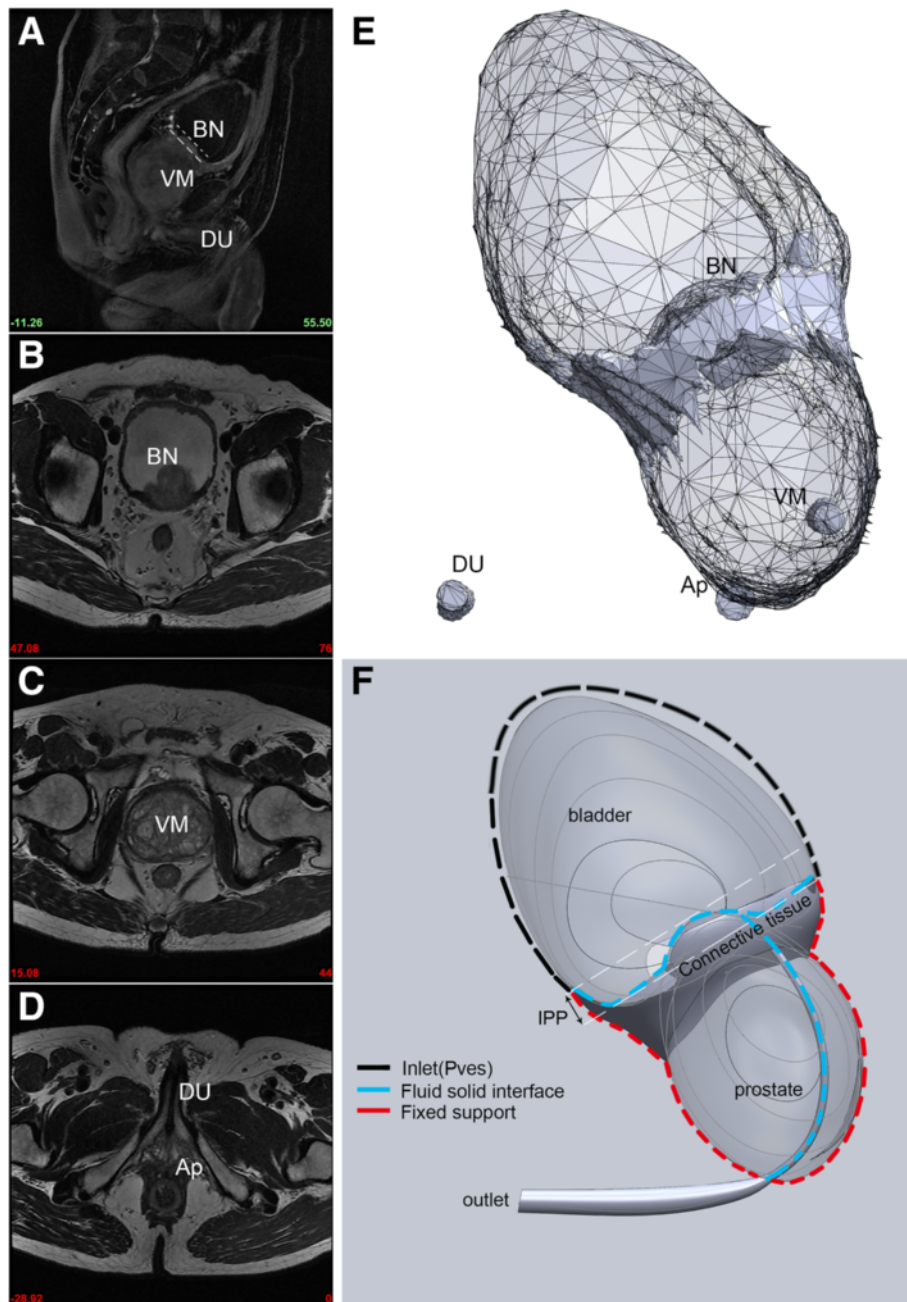 A
BN
VM
DU
-11.26
55.50
B
BN
47.08
76
C
VM
15.08
44
D
DU
Ap
-28.92
0
E
BN
VM
DU
Ap
F
bladder
Connective tissue
IPP
Inlet(Pves)
Fluid solid interface
Fixed support
prostate
outlet